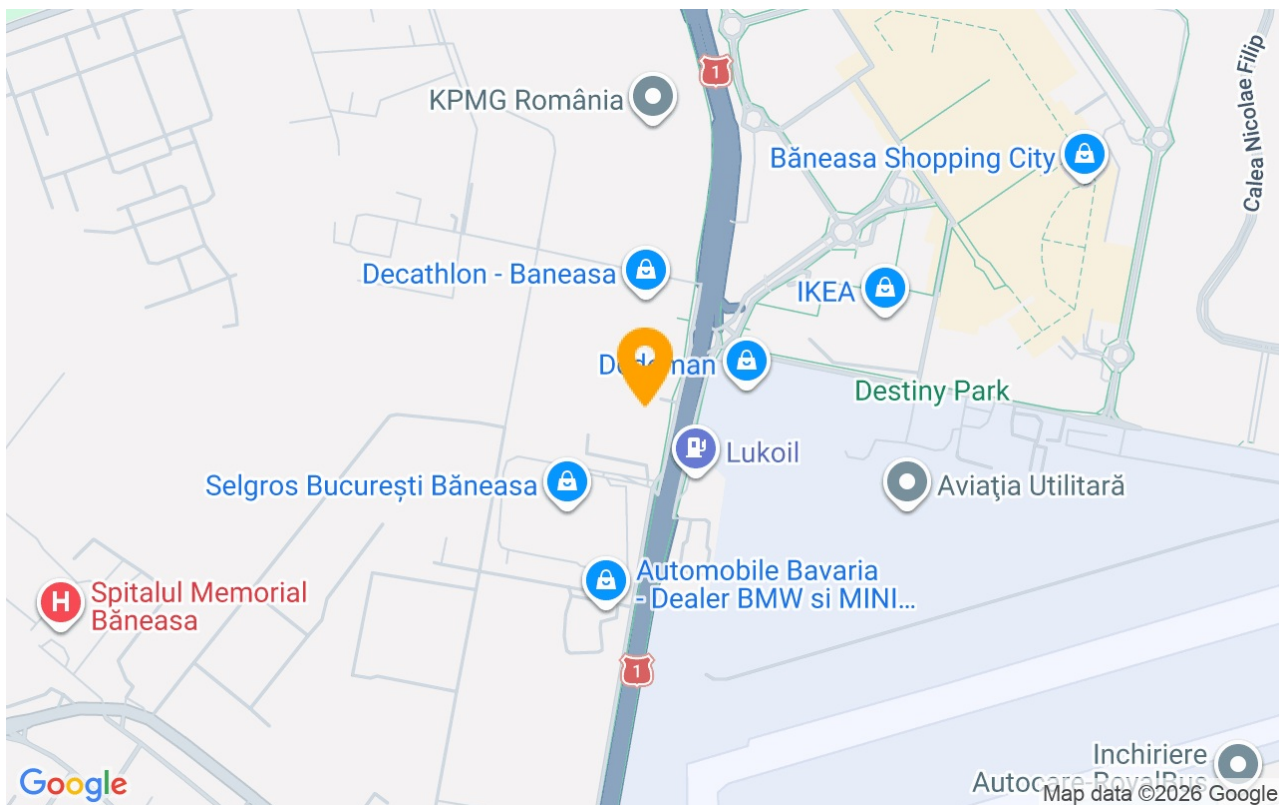 1
KPMG România
Calea Nicolae Filip
Băneasa Shopping City
Decathlon - Baneasa
IKEA
Destiny Park
Lukoil
Selgros București Băneasa
Aviaţia Utilitară
Automobile Bavaria
- Dealer BMW si MINI...
H
Spitalul Memorial
Băneasa
1
Inchiriere
Google
Map data ©2026 Google